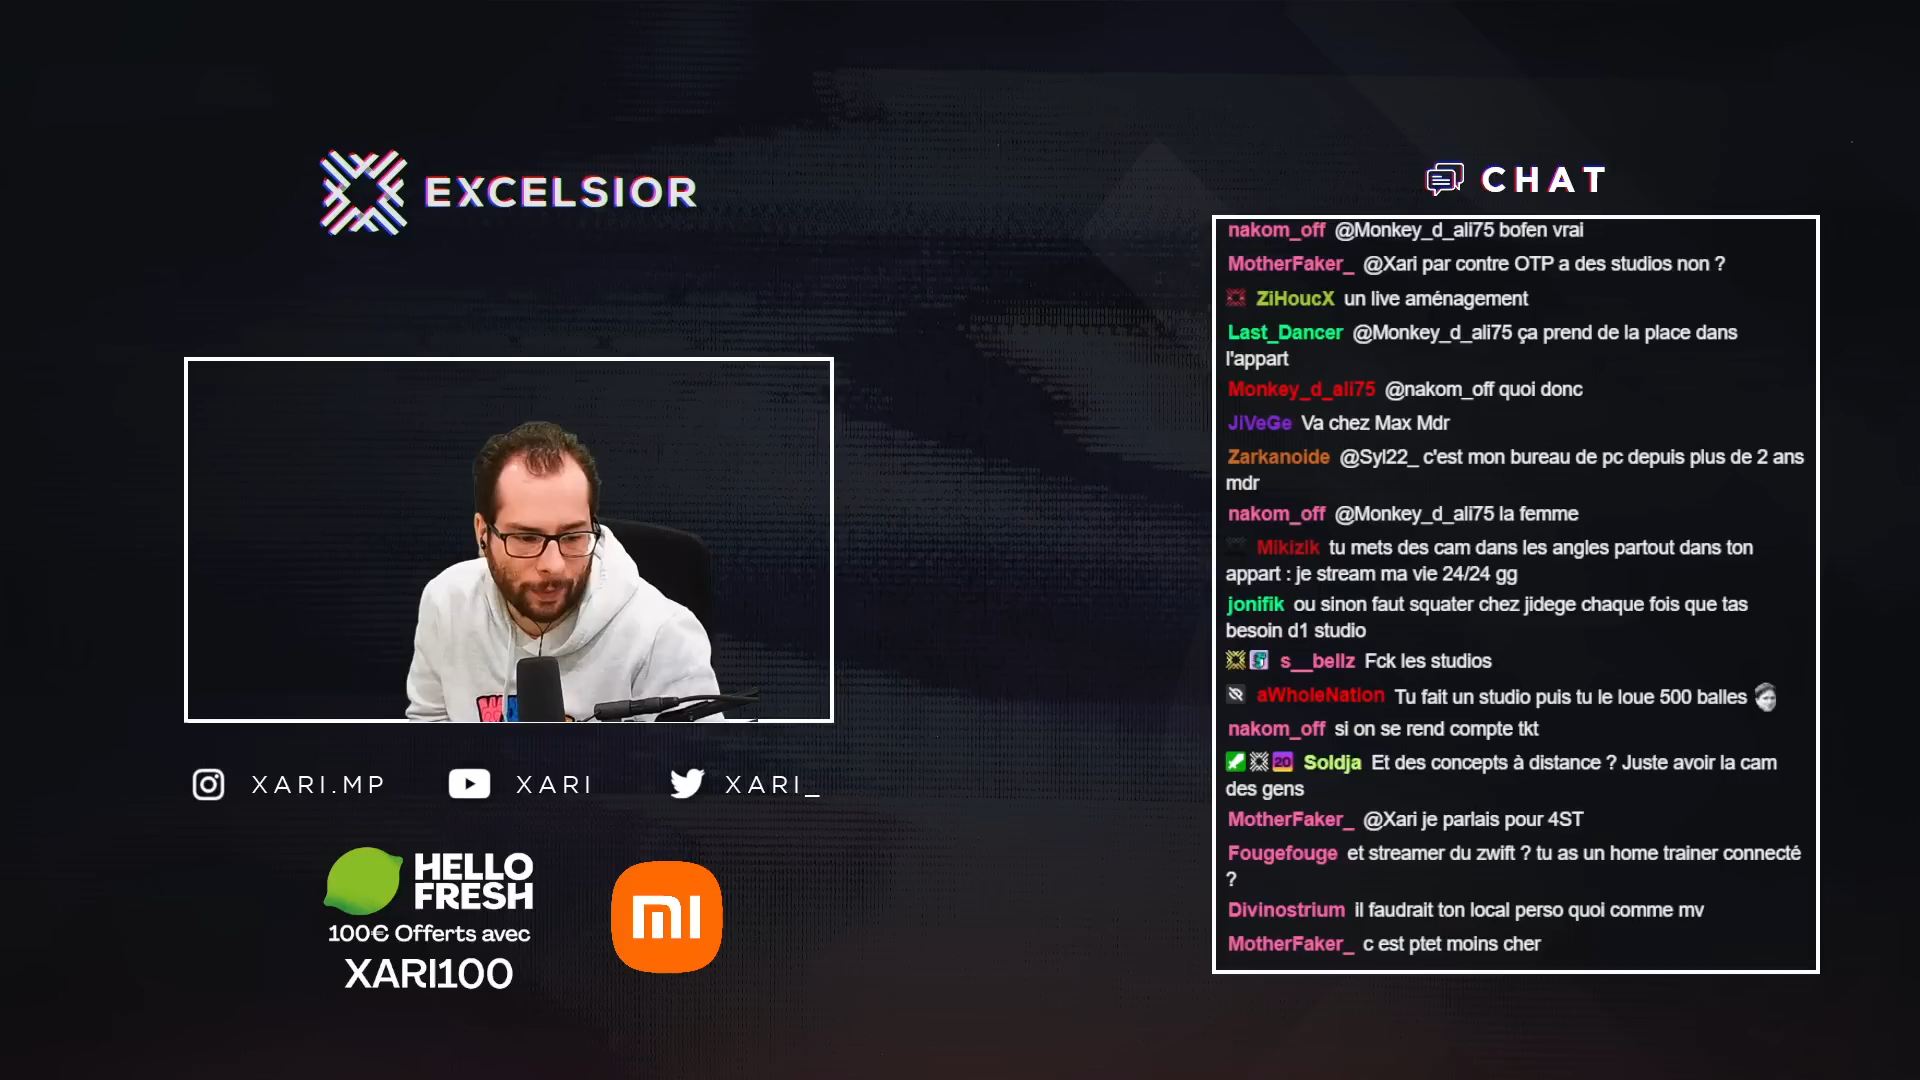 EXCELSIOR
CHAT
nakom_off @Monkey_d_ali75 bofen vrai
MotherFaker_ @Xari par contre OTP a des studios non ?
ZiHoucX un live aménagement
Last_Dancer @Monkey_d_ali75 ça prend de la place dans
l'appart
Monkey_d_ali75 @nakom_off quoi donc
JiVeGe Va chez Max Mdr
Zarkanoide @Syl22_ c'est mon bureau de pc depuis plus de 2 ans
mdr
nakom_off @Monkey_d_ali75 la femme
Mikizik tu mets des cam dans les angles partout dans ton
appart : je stream ma vie 24/24 gg
jonifik ou sinon faut squater chez jidege chaque fois que tas
besoin d1 studio
s__bellz Fck les studios
aWholeNation Tu fait un studio puis tu le loue 500 balles
nakom_off si on se rend compte tkt
20 Soldja Et des concepts à distance ? Juste avoir la cam
des gens
MotherFaker_ @Xari je parlais pour 4ST
Fougefouge et streamer du zwift ? tu as un home trainer connecté
?
Divinostrium il faudrait ton local perso quoi comme mv
MotherFaker_ c est ptet moins cher
XARI.MP
XARI
XARI_
HELLO
FRESH
100€ Offerts avec
XARI100
mi